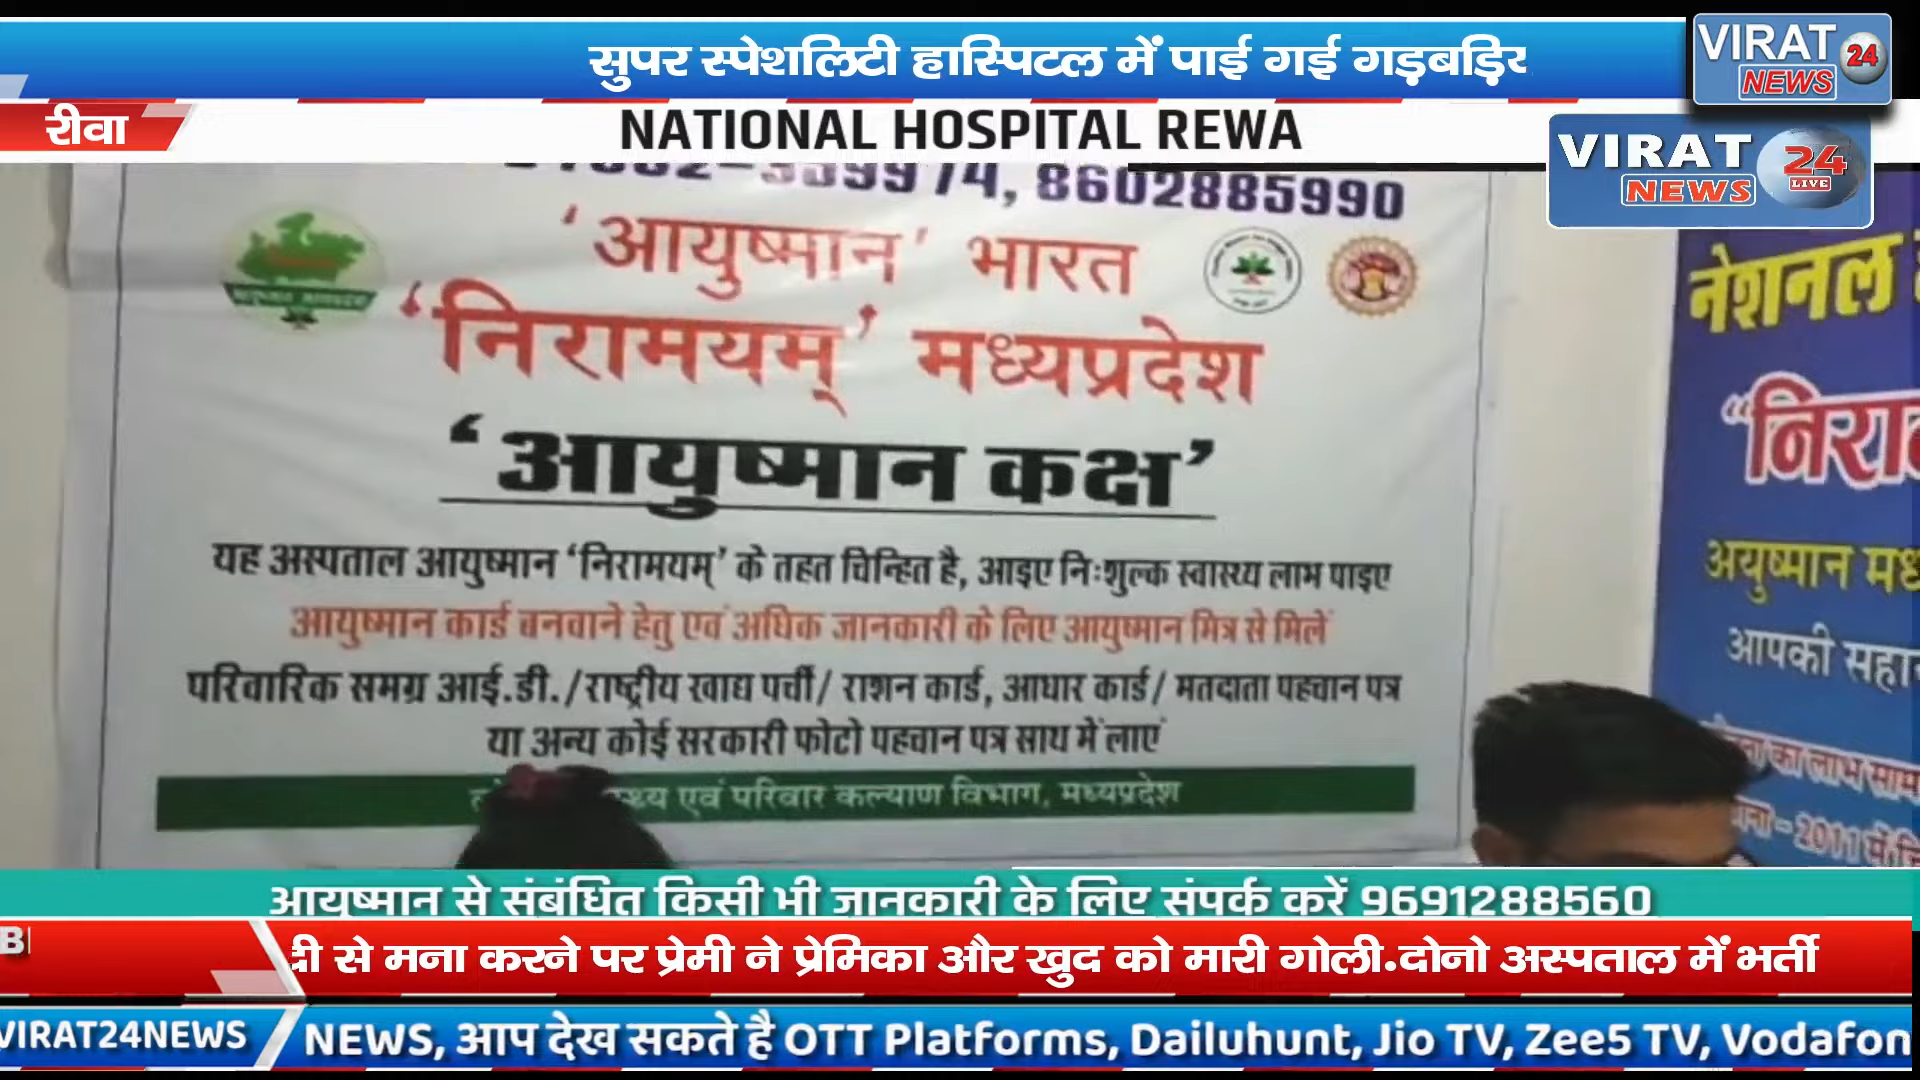 सुपर स्पेशलिटी हास्पिटल में पाई गई
VIRAT 24
NEWS
रीवा
NATIONAL HOSPITAL REWA
VIRAT 24
NEWS LIVE
8602885990
'आयुष्मान' भारत
'निरामयम्' मध्यप्रदेश
'आयुष्मान कक्ष'
यह अस्पताल आयुष्मान 'निरामयम्' के तहत चिन्हित है, आइए निःशुल्क स्वास्थ्य लाभ पाइए
आयुष्मान कार्ड बनवाने हेतु एवं अधिक जानकारी के लिए आयुष्मान मित्र से मिलें
परिवारिक समग्र आई.डी./राष्ट्रीय खाद्य पर्ची/ राशन कार्ड, आधार कार्ड/ मतदाता पहचान पत्र
या अन्य कोई सरकारी फोटो पहचान पत्र साथ में लाएं
एवं परिवार कल्याण विभाग, मध्यप्रदेश
नेशनल
अयुष्मान
आपकी
का लाभ
2011 में
आयुष्मान से संबंधित किसी भी जानकारी के लिए संपर्क करें 9691288560
से मना करने पर प्रेमी ने प्रेमिका और खुद को मारी गोली.दोनो अस्पताल में भर्ती
VIRAT24NEWS
NEWS, आप देख सकते है OTT Platforms, Dailuhunt, Jio TV, Zee5 TV, Vodafon